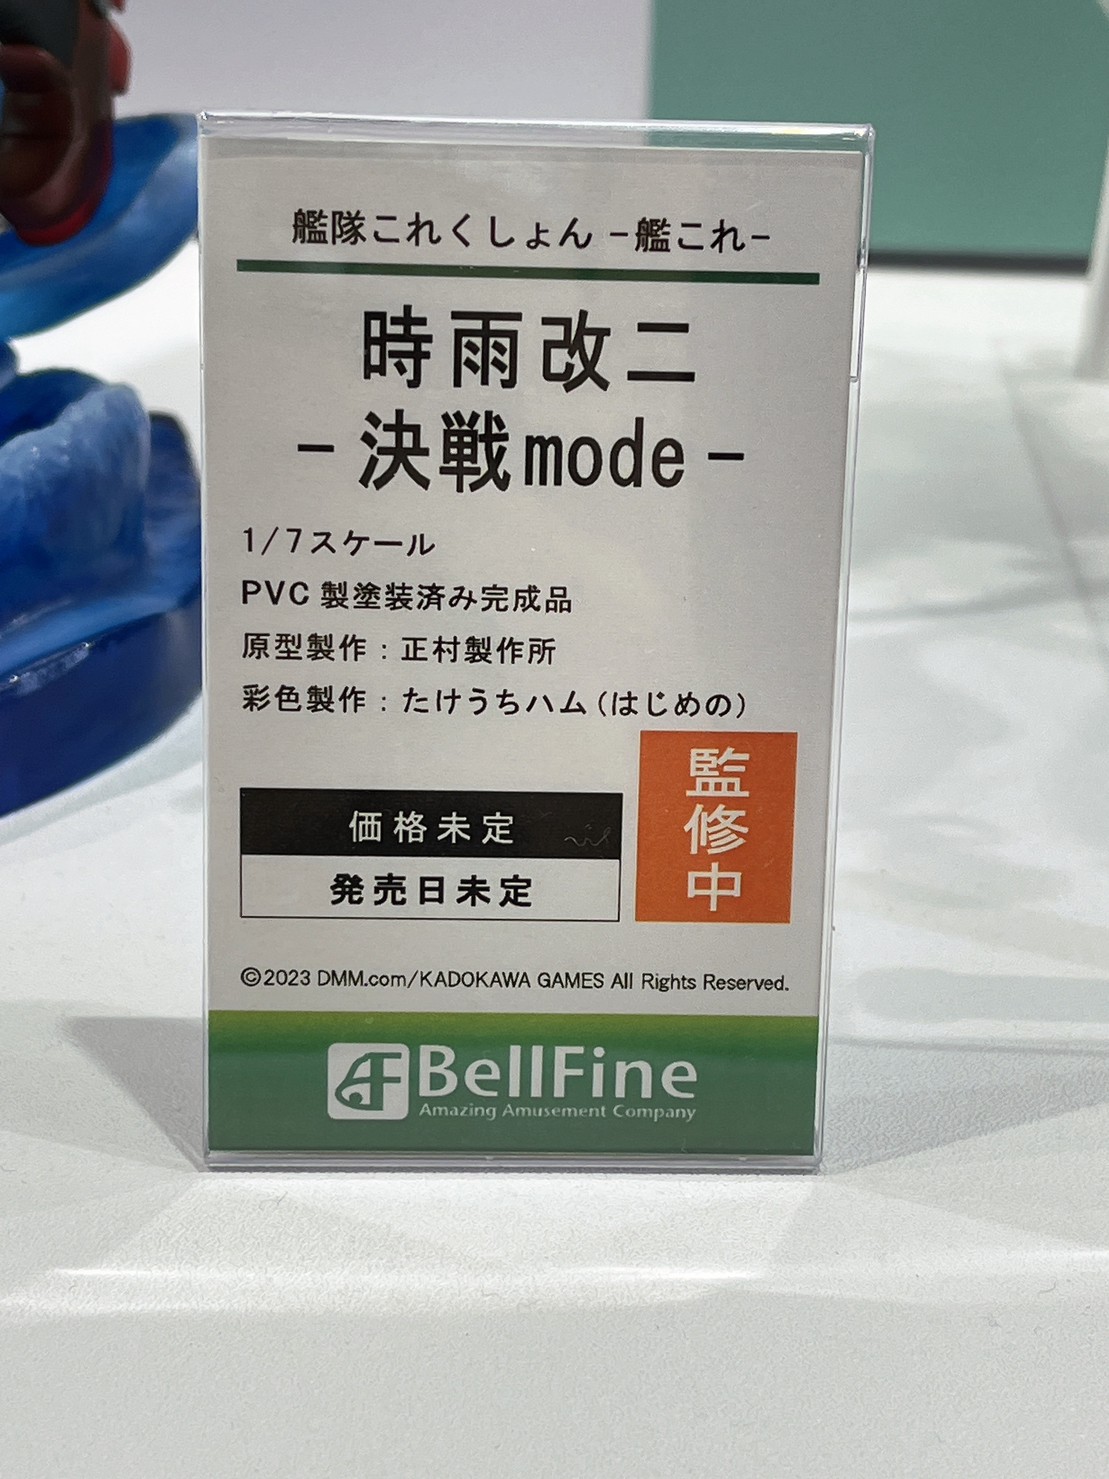 艦隊これくしょん -艦これ-
時雨改二
-決戦mode-
1/7スケール
PVC製塗装済み完成品
原型製作：正村製作所
彩色製作：たけうちハム(はじめの)
監修中
価格未定
発売日未定
©2023 DMM.com/KADOKAWA GAMES All Rights Reserved.
BellFine
Amazing Amusement Company